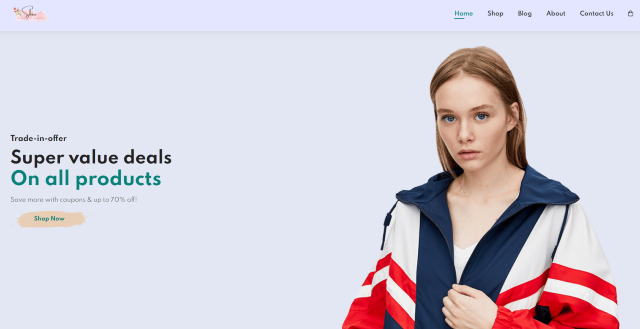 Home Shop Blog About Contact Us
Trade-in-offer
Super value deals
On all products
Save more with coupons & up to 70% off!
Shop Now